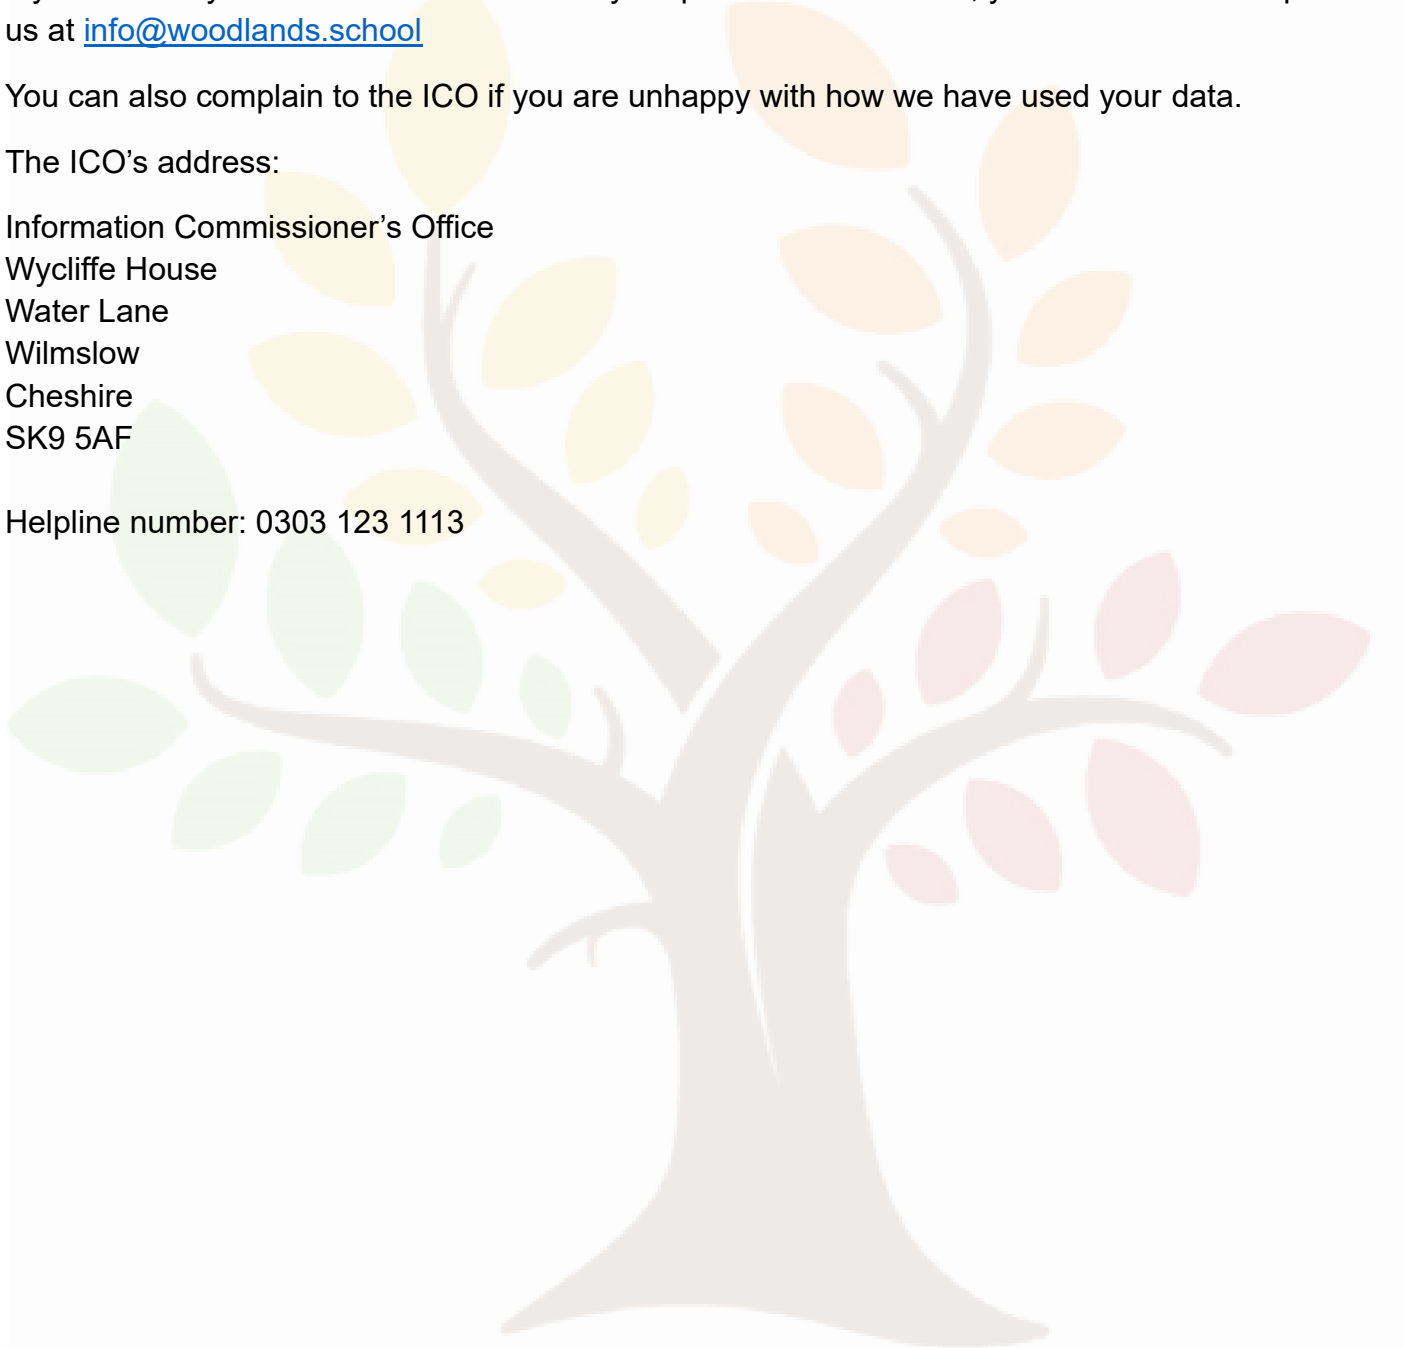 us at info@woodlands.school
You can also complain to the ICO if you are unhappy with how we have used your data.
The ICO’s address:
Information Commissioner’s Office
Wycliffe House
Water Lane
Wilmslow
Cheshire
SK9 5AF
Helpline number: 0303 123 1113